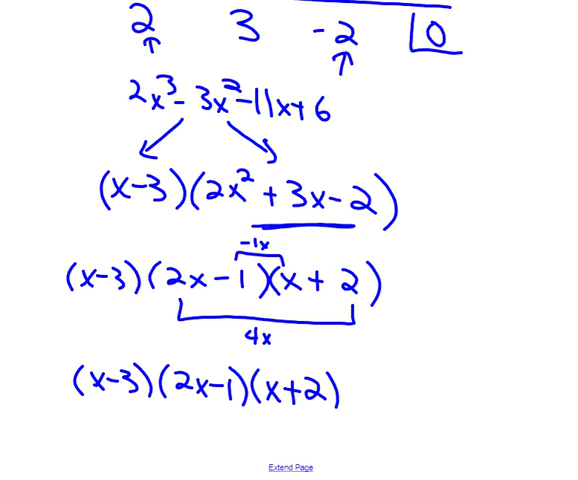 2 3 -2 0
↑ ↑
2x³ - 3x² - 11x + 6
(x-3)(2x² + 3x - 2)
-1x
(x-3)(2x - 1)(x + 2)
4x
(x-3)(2x-1)(x+2)
Extend Page